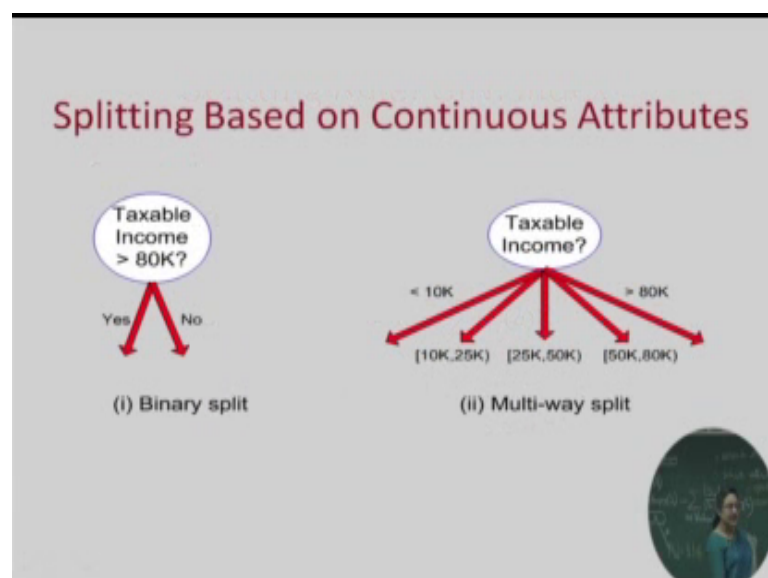 Splitting Based on Continuous Attributes
Taxable
Income
> 80K?
Yes
No
(i) Binary split
Taxable
Income?
< 10K
> 80K
[10K,25K)
[25K,50K)
[50K,80K)
(ii) Multi-way split